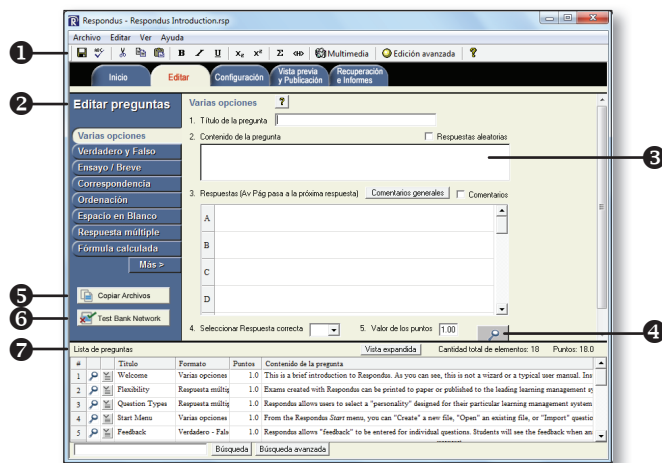 Respondus - Respondus Introduction.rsp
Archivo Editar Ver Ayuda
❶
ABC B I U X₂ X² Σ Multimedia Edición avanzada ?
Inicio Editar Configuración Vista previa y Publicación Recuperación e Informes
❷ Editar preguntas
Varias opciones ?
1. Título de la pregunta
Varias opciones
2. Contenido de la pregunta Respuestas aleatorias
Verdadero y Falso
❸
Ensayo / Breve
Correspondencia
3. Respuestas (Av Pág pasa a la próxima respuesta) Comentarios generales Comentarios
Ordenación
Espacio en Blanco
A
Respuesta múltiple
B
Fórmula calculada
Más >
C
❺ Copiar Archivos
D
❻ Test Bank Network
4. Seleccionar Respuesta correcta 5. Valor de los puntos 1.00 ❹
❼ Lista de preguntas Vista expandida Cantidad total de elementos: 18 Puntos: 18.0
# Título Formato Puntos Contenido de la pregunta
1 Welcome Varias opciones 1.0 This is a brief introduction to Respondus. As you can see, this is not a wizard or a typical user manual. Ins
2 Flexibility Respuesta múltip 1.0 Exams created with Respondus can be printed to paper or published to the leading learning management sy
3 Question Types Respuesta múltip 1.0 Respondus allows users to select a "personality" designed for their particular learning management system
4 Start Menu Varias opciones 1.0 From the Respondus Start menu, you can "Create" a new file, "Open" an existing file, or "Import" questio
5 Feedback Verdadero - Fals 1.0 Respondus allows "feedback" to be entered for individual questions. Students will see the feedback when an
Búsqueda Búsqueda avanzada